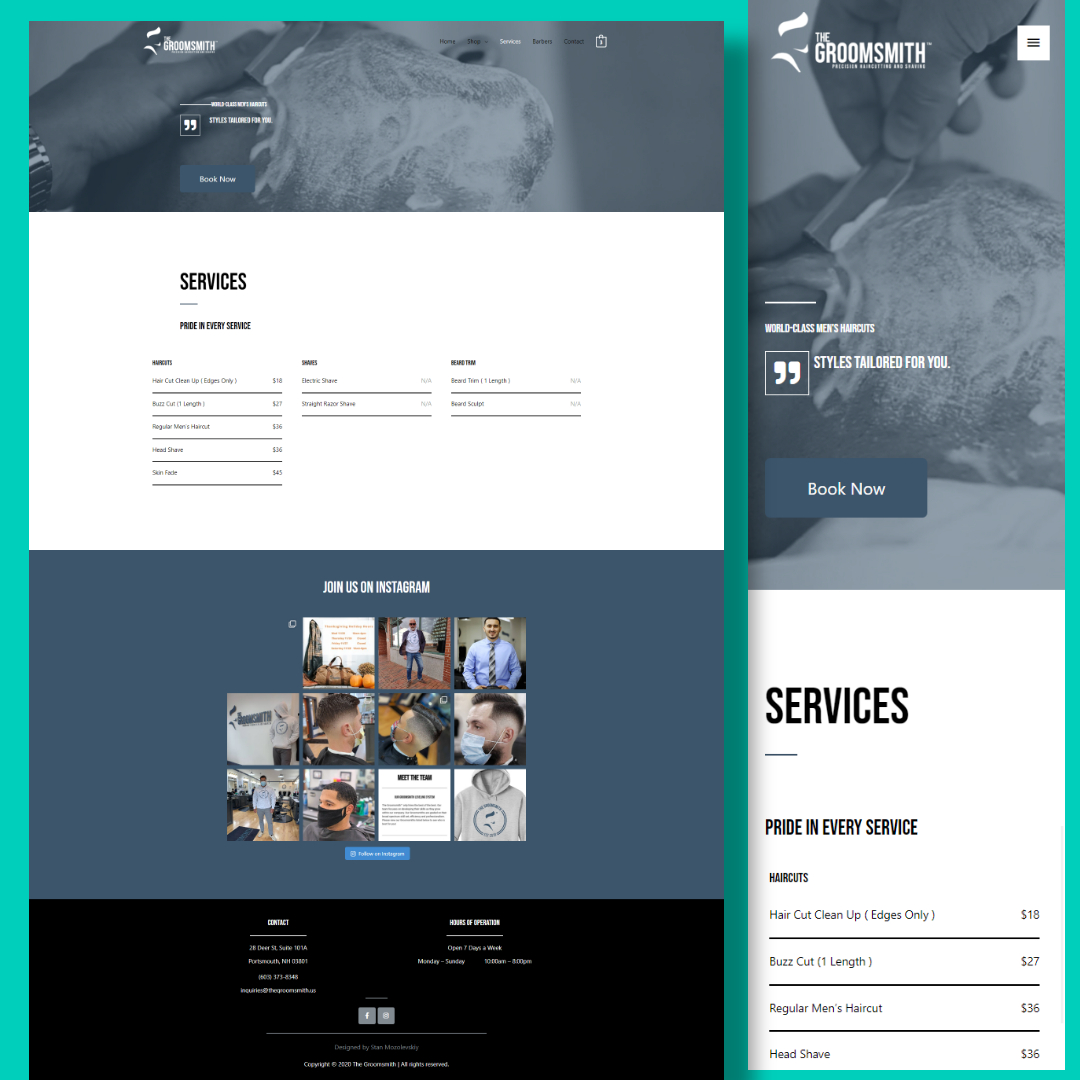 THE
GROOMSMITH™
Home
Shop
Services
Barbers
Contact
3
WORLD-CLASS MEN'S HAIRCUTS
STYLES TAILORED FOR YOU.
Book Now
SERVICES
PRIDE IN EVERY SERVICE
HAIRCUTS
Hair Cut Clean Up ( Edges Only ) $18
Buzz Cut (1 Length ) $27
Regular Men's Haircut $36
Head Shave $36
Skin Fade $45
SHAVES
Electric Shave N/A
Straight Razor Shave N/A
BEARD TRIM
Beard Trim ( 1 Length ) N/A
Beard Sculpt N/A
JOIN US ON INSTAGRAM
THE
GROOMSMITH
MEET THE TEAM
Follow on Instagram
CONTACT
28 Deer St, Suite 101A
Portsmouth, NH 03801
(603) 373-8348
inquiries@thegroomsmith.us
HOURS OF OPERATION
Open 7 Days a Week
Monday – Sunday 10:00am – 8:00pm
Designed by Stan Mozolevskiy
Copyright © 2020 The Groomsmith | All rights reserved.
THE
GROOMSMITH™
PRECISION HAIRCUTTING AND SHAVING
WORLD-CLASS MEN'S HAIRCUTS
STYLES TAILORED FOR YOU.
Book Now
SERVICES
PRIDE IN EVERY SERVICE
HAIRCUTS
Hair Cut Clean Up ( Edges Only ) $18
Buzz Cut (1 Length ) $27
Regular Men's Haircut $36
Head Shave $36